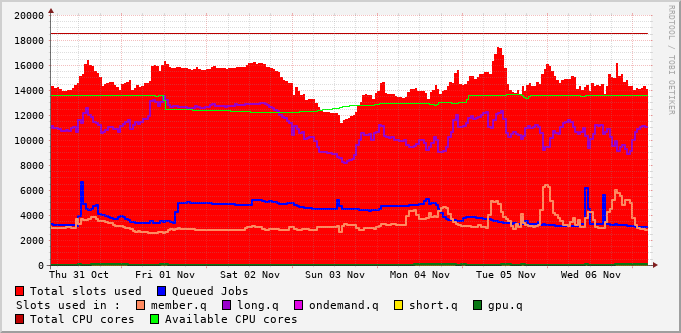 20000
18000
16000
14000
12000
10000
8000
6000
4000
2000
0
Thu 31 Oct Fri 01 Nov Sat 02 Nov Sun 03 Nov Mon 04 Nov Tue 05 Nov Wed 06 Nov
Total slots used Queued Jobs
Slots used in : member.q long.q ondemand.q short.q gpu.q
Total CPU cores Available CPU cores
RRDTOOL / TOBI OETIKER